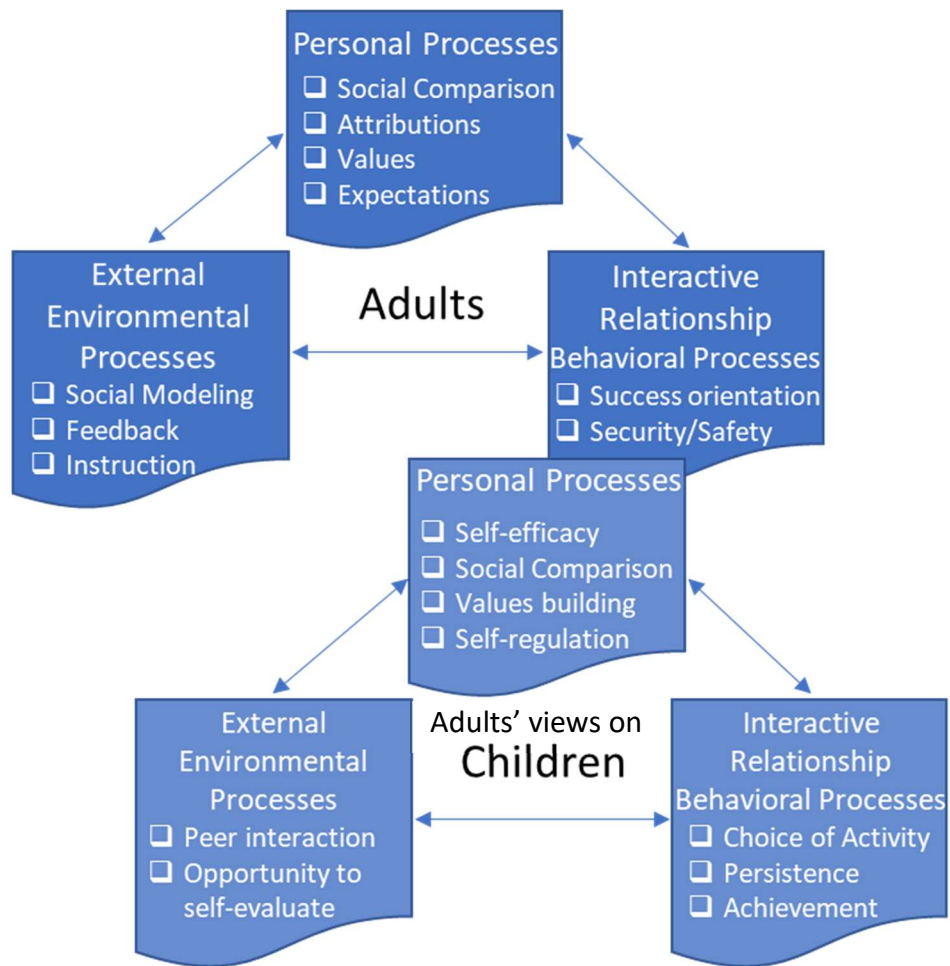 Personal Processes
❑ Social Comparison
❑ Attributions
❑ Values
❑ Expectations
External
Environmental
Processes
❑ Social Modeling
❑ Feedback
❑ Instruction
Adults
Interactive
Relationship
Behavioral Processes
❑ Success orientation
❑ Security/Safety
Personal Processes
❑ Self-efficacy
❑ Social Comparison
❑ Values building
❑ Self-regulation
External
Environmental
Processes
❑ Peer interaction
❑ Opportunity to
self-evaluate
Adults’ views on
Children
Interactive
Relationship
Behavioral Processes
❑ Choice of Activity
❑ Persistence
❑ Achievement